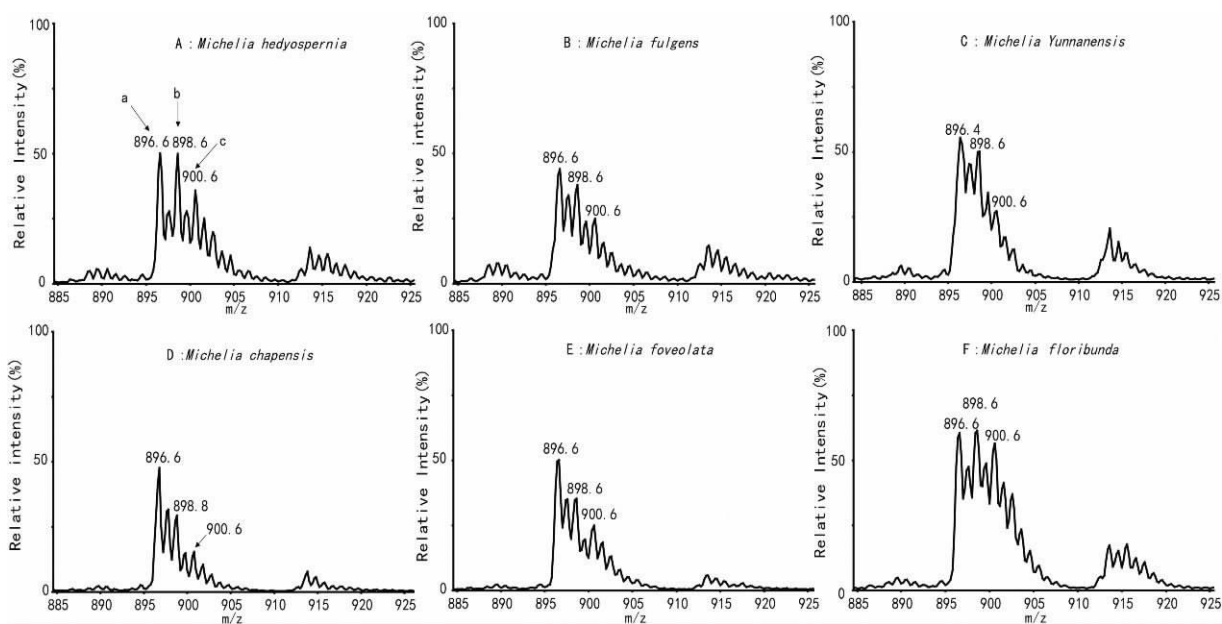 100
A : Michelia hedyospernia
Relative Intensity(%)
a
b
896.6
898.6
c
50
900.6
0
885 890 895 900 905 910 915 920 925
m/z
100
B : Michelia fulgens
Relative intensity(%)
50
896.6
898.6
900.6
0
885 890 895 900 905 910 915 920 925
m/z
100
C : Michelia Yunnanensis
Relative Intensity(%)
896.4
898.6
50
900.6
0
885 890 895 900 905 910 915 920 925
m/z
100
D : Michelia chapensis
Relative intensity(%)
50
896.6
898.8
900.6
0
885 890 895 900 905 910 915 920 925
m/z
100
E : Michelia foveolata
Relative Intensity(%)
896.6
50
898.6
900.6
0
885 890 895 900 905 910 915 920 925
m/z
100
F : Michelia floribunda
Relative Intensity(%)
898.6
896.6
900.6
50
0
885 890 895 900 905 910 915 920 925
m/z